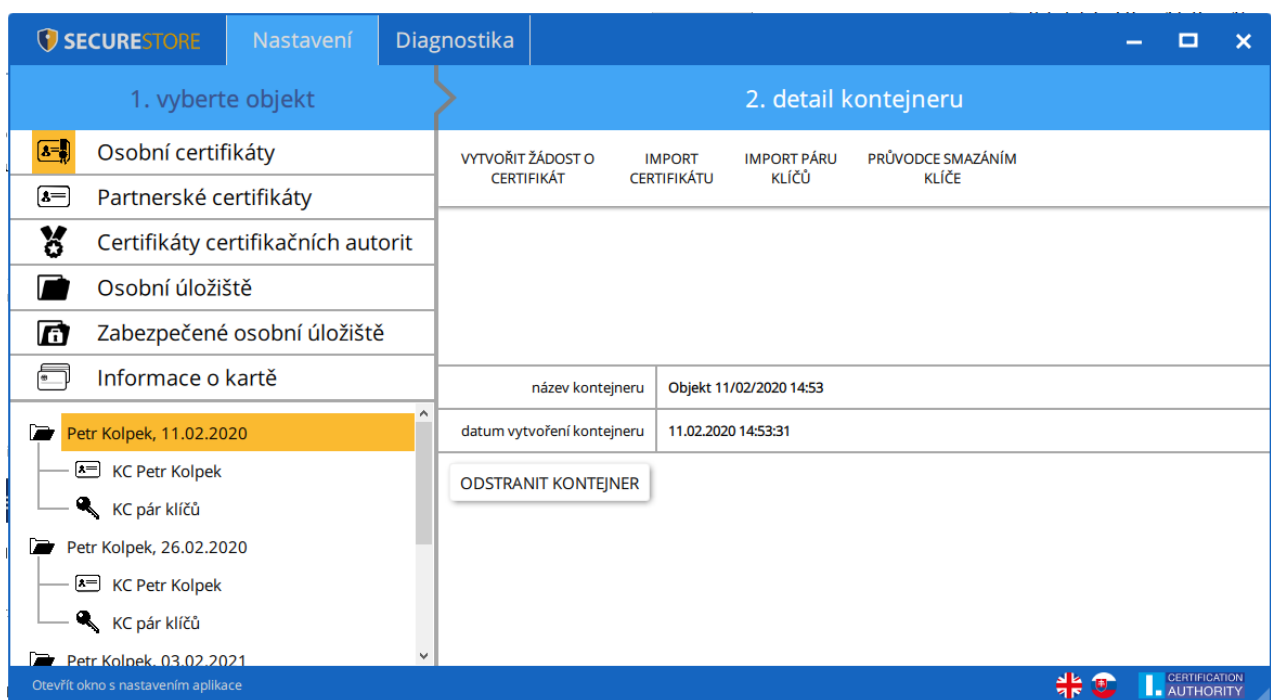 SECURESTORE
Nastavení
Diagnostika
1. vyberte objekt
2. detail kontejneru
Osobní certifikáty
Partnerské certifikáty
Certifikáty certifikačních autorit
Osobní úložiště
Zabezpečené osobní úložiště
Informace o kartě
Petr Kolpek, 11.02.2020
KC Petr Kolpek
KC pár klíčů
Petr Kolpek, 26.02.2020
KC Petr Kolpek
KC pár klíčů
Petr Kolpek, 03.02.2021
VYTVOŘIT ŽÁDOST O
CERTIFIKÁT
IMPORT
CERTIFIKÁTU
IMPORT PÁRU
KLÍČŮ
PRŮVODCE SMAZÁNÍM
KLÍČE
název kontejneru
Objekt 11/02/2020 14:53
datum vytvoření kontejneru
11.02.2020 14:53:31
ODSTRANIT KONTEJNER
Otevřít okno s nastavením aplikace
I.
CERTIFICATION
AUTHORITY